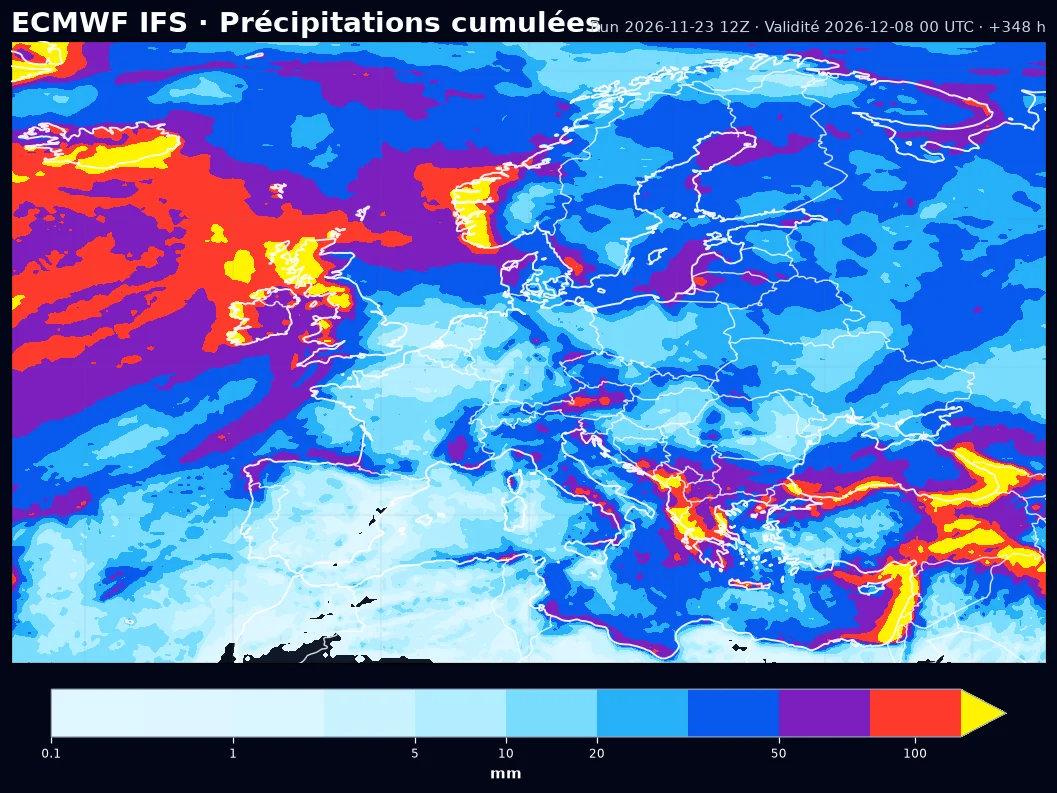 ECMWF IFS · Précipitations cumulées
Run 2026-11-23 12Z · Validité 2026-12-08 00 UTC · +348 h
0.1 1 5 10 20 50 100
mm